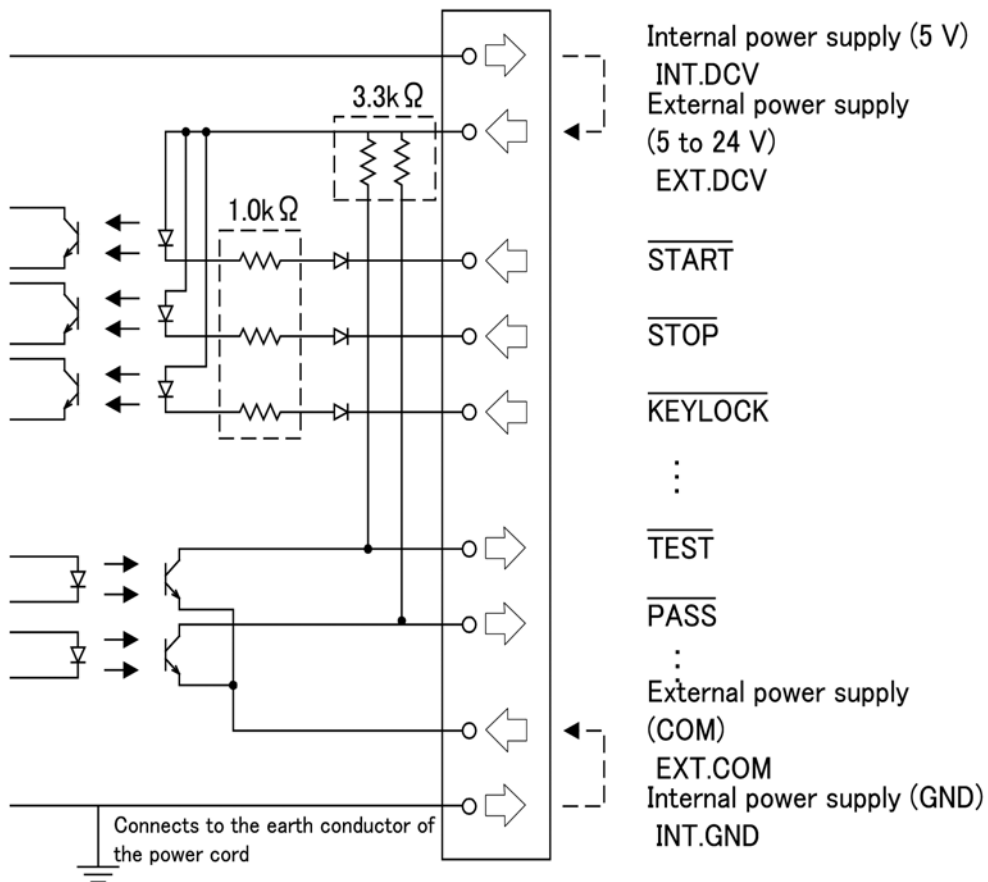 Internal power supply (5 V)
INT.DCV
3.3kΩ
External power supply
(5 to 24 V)
EXT.DCV
1.0kΩ
START
STOP
KEYLOCK
⋮
TEST
PASS
⋮
External power supply
(COM)
EXT.COM
Internal power supply (GND)
INT.GND
Connects to the earth conductor of
the power cord